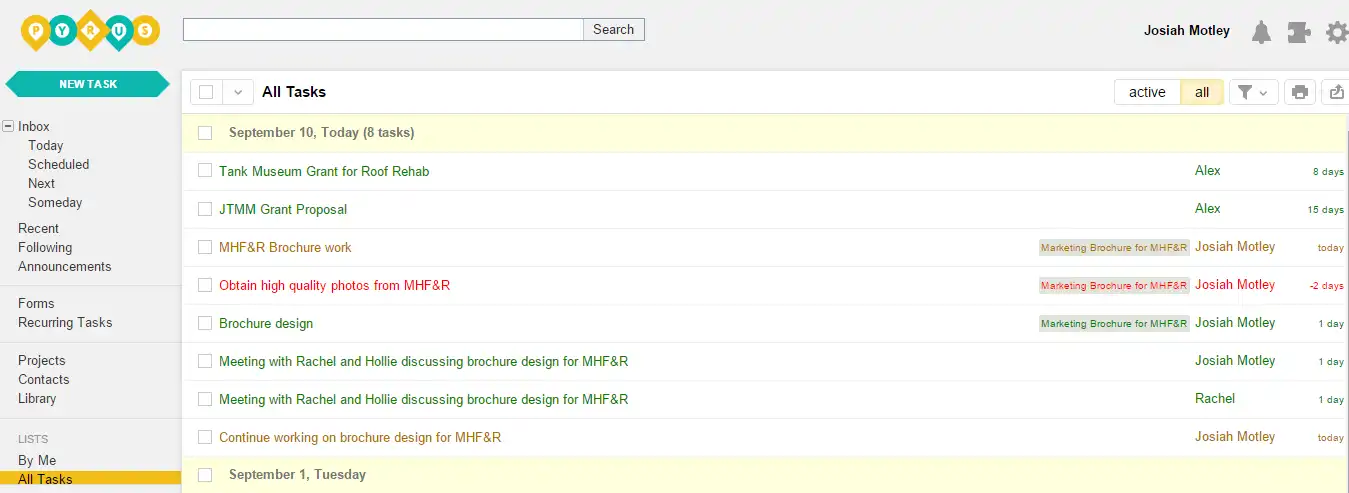 PYRUS
Search
Josiah Motley
NEW TASK
All Tasks
active
all
Inbox
Today
Scheduled
Next
Someday
Recent
Following
Announcements
Forms
Recurring Tasks
Projects
Contacts
Library
LISTS
By Me
All Tasks
September 10, Today (8 tasks)
Tank Museum Grant for Roof Rehab Alex 8 days
JTMM Grant Proposal Alex 15 days
MHF&R Brochure work Marketing Brochure for MHF&R Josiah Motley today
Obtain high quality photos from MHF&R Marketing Brochure for MHF&R Josiah Motley -2 days
Brochure design Marketing Brochure for MHF&R Josiah Motley 1 day
Meeting with Rachel and Hollie discussing brochure design for MHF&R Josiah Motley 1 day
Meeting with Rachel and Hollie discussing brochure design for MHF&R Rachel 1 day
Continue working on brochure design for MHF&R Josiah Motley today
September 1, Tuesday